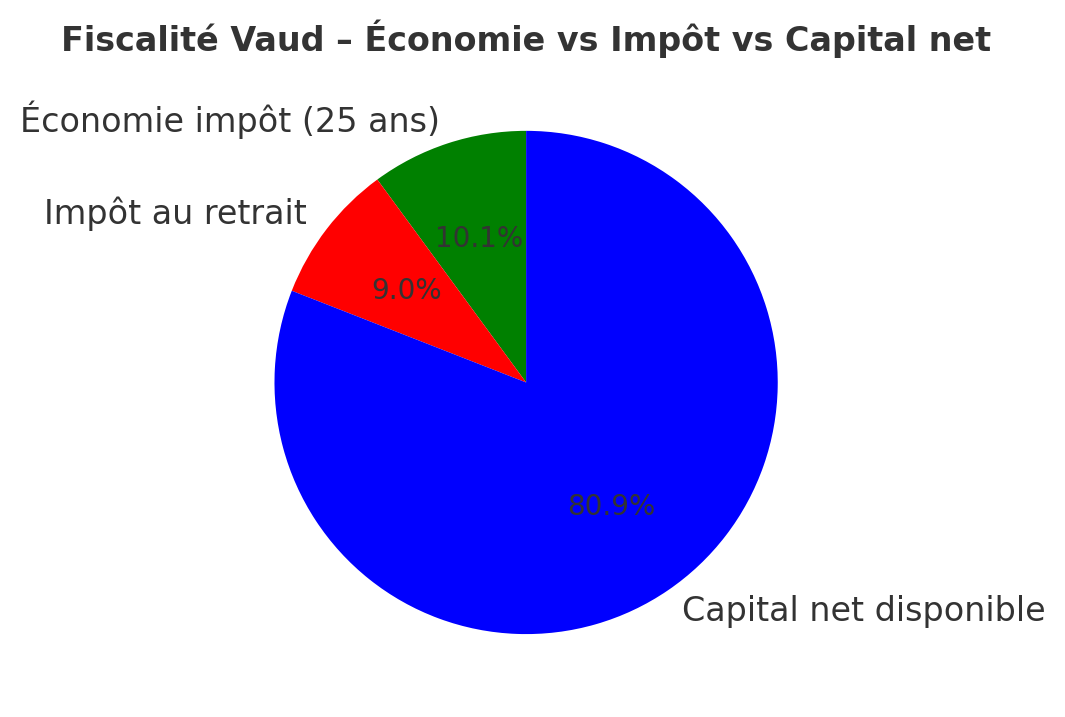 Fiscalité Vaud – Économie vs Impôt vs Capital net
Économie impôt (25 ans)
10.1%
Impôt au retrait
9.0%
80.9%
Capital net disponible